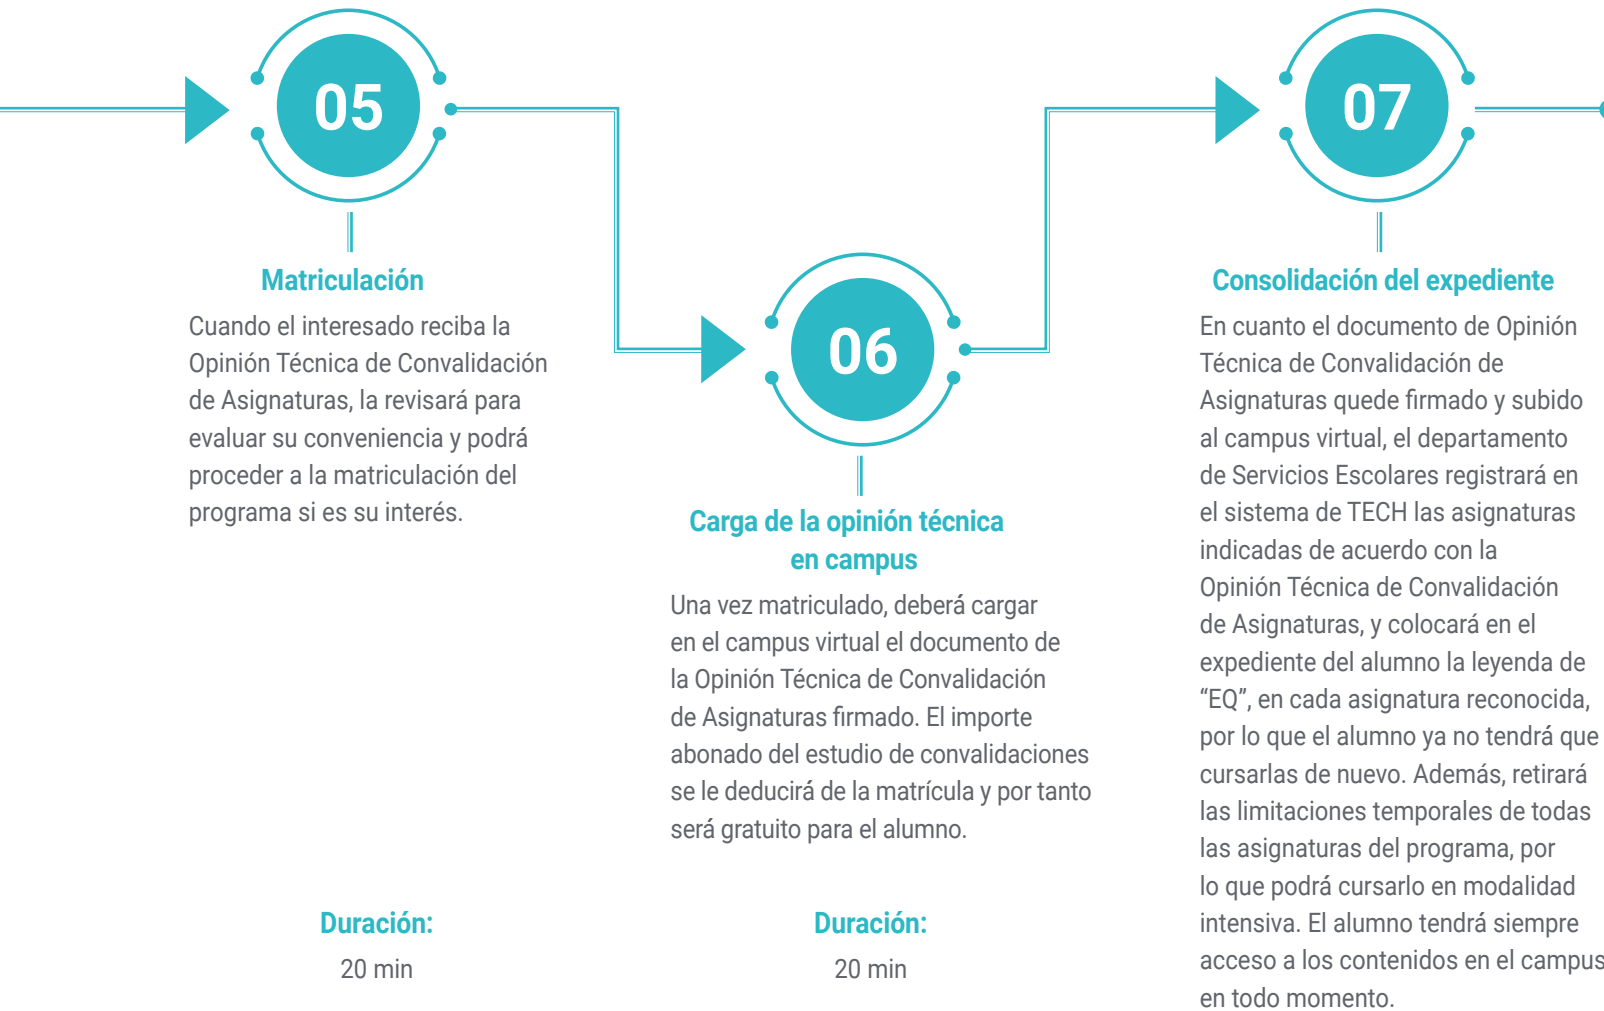 05
Matriculación
Cuando el interesado reciba la
Opinión Técnica de Convalidación
de Asignaturas, la revisará para
evaluar su conveniencia y podrá
proceder a la matriculación del
programa si es su interés.
Duración:
20 min
06
Carga de la opinión técnica
en campus
Una vez matriculado, deberá cargar
en el campus virtual el documento de
la Opinión Técnica de Convalidación
de Asignaturas firmado. El importe
abonado del estudio de convalidaciones
se le deducirá de la matrícula y por tanto
será gratuito para el alumno.
Duración:
20 min
07
Consolidación del expediente
En cuanto el documento de Opinión
Técnica de Convalidación de
Asignaturas quede firmado y subido
al campus virtual, el departamento
de Servicios Escolares registrará en
el sistema de TECH las asignaturas
indicadas de acuerdo con la
Opinión Técnica de Convalidación
de Asignaturas, y colocará en el
expediente del alumno la leyenda de
“EQ”, en cada asignatura reconocida,
por lo que el alumno ya no tendrá que
cursarlas de nuevo. Además, retirará
las limitaciones temporales de todas
las asignaturas del programa, por
lo que podrá cursarlo en modalidad
intensiva. El alumno tendrá siempre
acceso a los contenidos en el campus
en todo momento.